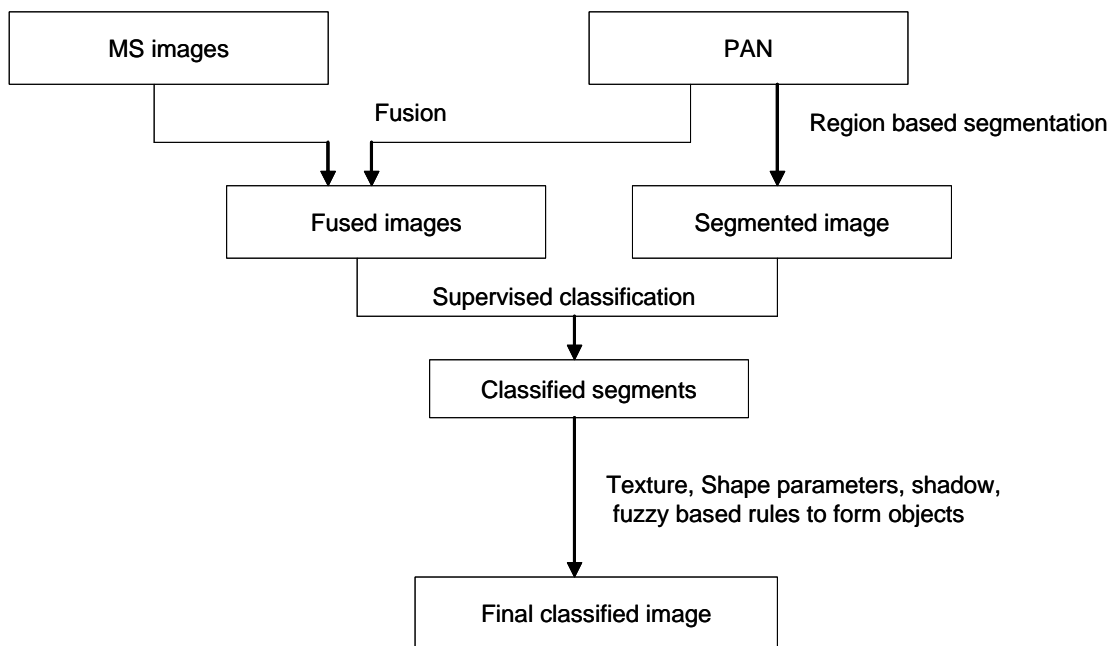 MS images
PAN
Fusion
Region based segmentation
Fused images
Segmented image
Supervised classification
Classified segments
Texture, Shape parameters, shadow,
fuzzy based rules to form objects
Final classified image